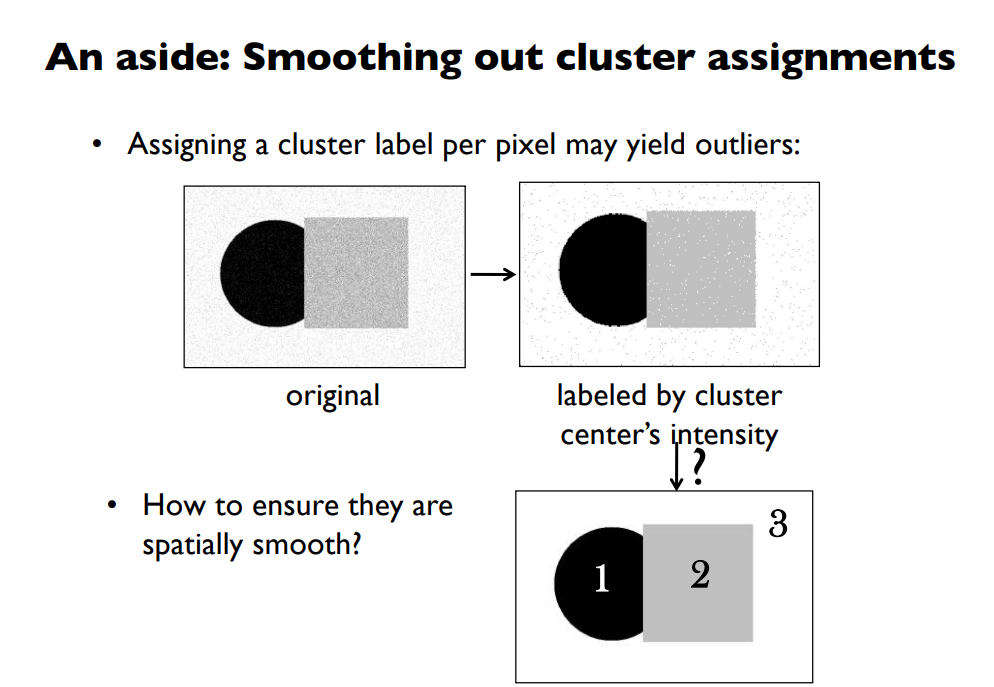 An aside: Smoothing out cluster assignments
• Assigning a cluster label per pixel may yield outliers:
original
labeled by cluster
center’s intensity
?
• How to ensure they are
spatially smooth?
3
1
2